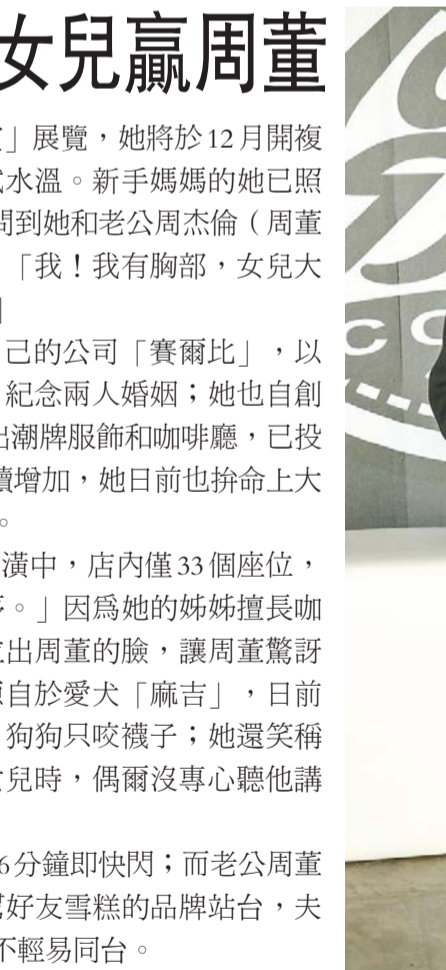 女兒贏周董
」展覽，她將於12月開複
水溫。新手媽媽的她已照
問到她和老公周杰倫（周董
「我！我有胸部，女兒大
」
己的公司「賽爾比」，以
紀念兩人婚姻；她也自創
出潮牌服飾和咖啡廳，已投
續增加，她日前也拚命上大
。
潢中，店內僅33個座位，
。」因為她的姊姊擅長咖
出周董的臉，讓周董驚訝
自於愛犬「麻吉」，日前
狗狗只咬襪子；她還笑稱
兒時，偶爾沒專心聽他講
6分鐘即快閃；而老公周董
幫好友雪糕的品牌站台，夫
不輕易同台。
CO